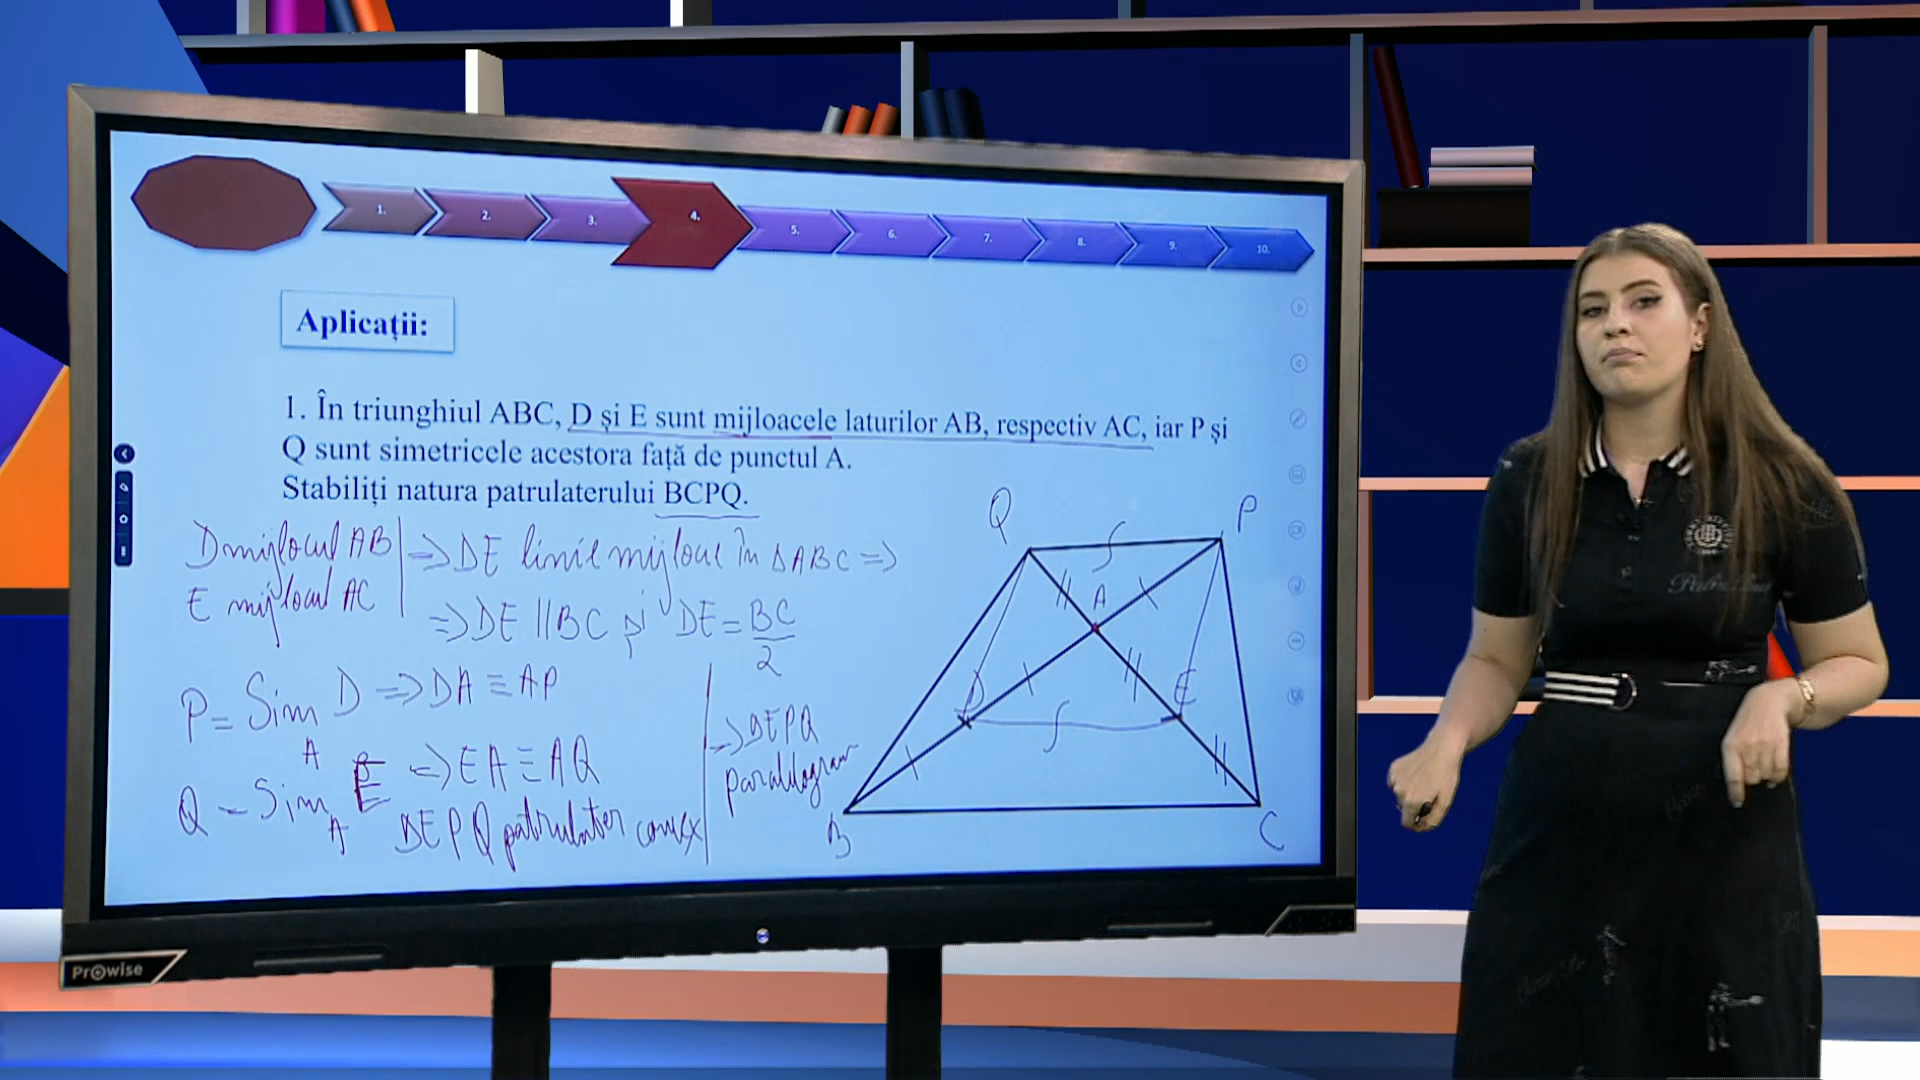 1. 2. 3. 4. 5. 6. 7. 8. 9. 10.
Aplicații:
1. În triunghiul ABC, D și E sunt mijloacele laturilor AB, respectiv AC, iar P și
Q sunt simetricele acestora față de punctul A.
Stabiliți natura patrulaterului BCPQ.
D mijlocul AB | => DE linie mijlocie în ΔABC =>
E mijlocul AC
=> DE || BC și DE = BC/2
P = Sim_A D => DA ≡ AP
Q = Sim_A E => EA ≡ AQ
DEPQ patrulater convex
=> DEPQ
paralelogram
Q P
A
D E
B C
Prowise